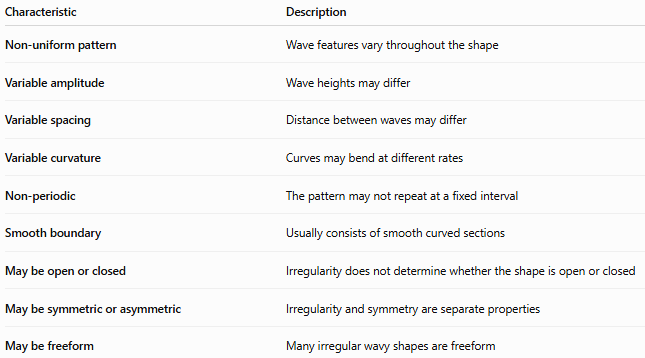 Characteristic Description
Non-uniform pattern Wave features vary throughout the shape
Variable amplitude Wave heights may differ
Variable spacing Distance between waves may differ
Variable curvature Curves may bend at different rates
Non-periodic The pattern may not repeat at a fixed interval
Smooth boundary Usually consists of smooth curved sections
May be open or closed Irregularity does not determine whether the shape is open or closed
May be symmetric or asymmetric Irregularity and symmetry are separate properties
May be freeform Many irregular wavy shapes are freeform